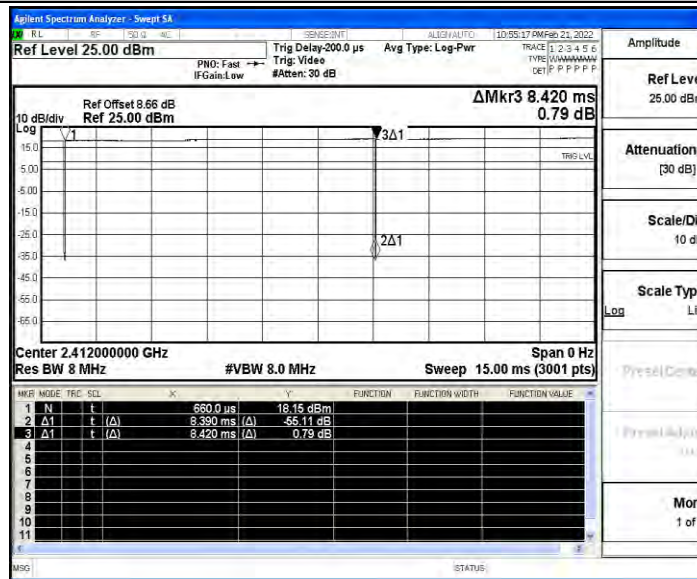 Agilent Spectrum Analyzer - Swept SA
RL RF 50 Ω AC SENSE:INT ALIGN AUTO 10:55:17 PM Feb 21, 2022
Ref Level 25.00 dBm
PNO: Fast
IFGain:Low
Trig Delay-200.0 µs
Trig: Video
#Atten: 30 dB
Avg Type: Log-Pwr
TRACE 1 2 3 4 5 6
TYPE WWWWWW
DET P P P P P P
ΔMkr3 8.420 ms
0.79 dB
Ref Offset 8.66 dB
10 dB/div Ref 25.00 dBm
Log
1
3Δ1
TRIG LVL
2Δ1
15.0
5.00
-5.00
-15.0
-25.0
-35.0
-45.0
-55.0
-65.0
Center 2.412000000 GHz Span 0 Hz
Res BW 8 MHz #VBW 8.0 MHz Sweep 15.00 ms (3001 pts)
MKR MODE TRC SCL X Y FUNCTION FUNCTION WIDTH FUNCTION VALUE
1 N t 660.0 µs 18.15 dBm
2 Δ1 t (Δ) 8.390 ms (Δ) -55.11 dB
3 Δ1 t (Δ) 8.420 ms (Δ) 0.79 dB
4
5
6
7
8
9
10
11
MSG STATUS
Amplitude
Ref Leve
25.00 dBm
Attenuation
[30 dB]
Scale/Di
10 d
Scale Typ
Log Li
Presel Cent
Presel Adju
Mor
1 of